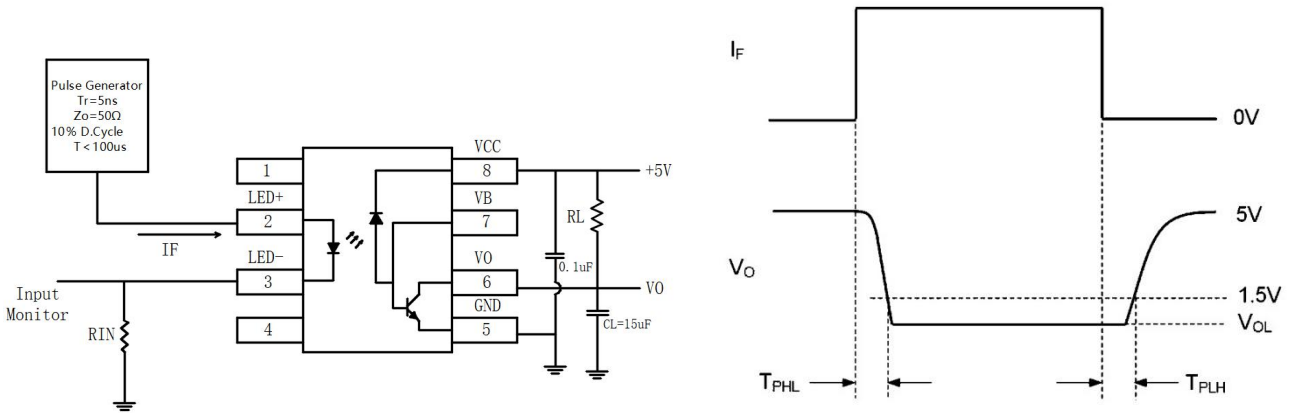 Pulse Generator
Tr=5ns
Zo=50Ω
10% D.Cycle
T<100us
1
LED+
2
IF
LED-
3
4
Input
Monitor
RIN
VCC
8
+5V
VB
7
RL
VO
6
0.1uF
VO
GND
5
CL=15uF
IF
0V
5V
VO
1.5V
VOL
TPHL
TPLH